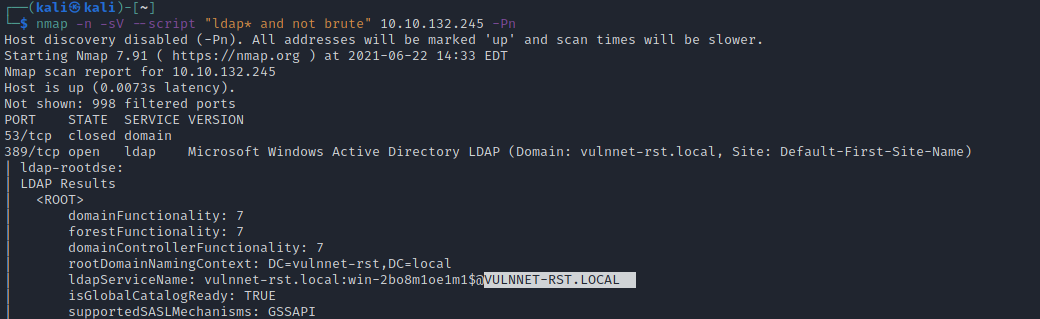 ┌──(kali㉿kali)-[~]
└─$ nmap -n -sV --script "ldap* and not brute" 10.10.132.245 -Pn
Host discovery disabled (-Pn). All addresses will be marked 'up' and scan times will be slower.
Starting Nmap 7.91 ( https://nmap.org ) at 2021-06-22 14:33 EDT
Nmap scan report for 10.10.132.245
Host is up (0.0073s latency).
Not shown: 998 filtered ports
PORT    STATE  SERVICE VERSION
53/tcp  closed domain
389/tcp open   ldap    Microsoft Windows Active Directory LDAP (Domain: vulnnet-rst.local, Site: Default-First-Site-Name)
| ldap-rootdse:
| LDAP Results
|   <ROOT>
|       domainFunctionality: 7
|       forestFunctionality: 7
|       domainControllerFunctionality: 7
|       rootDomainNamingContext: DC=vulnnet-rst,DC=local
|       ldapServiceName: vulnnet-rst.local:win-2bo8m1oe1m1$@VULNNET-RST.LOCAL
|       isGlobalCatalogReady: TRUE
|       supportedSASLMechanisms: GSSAPI